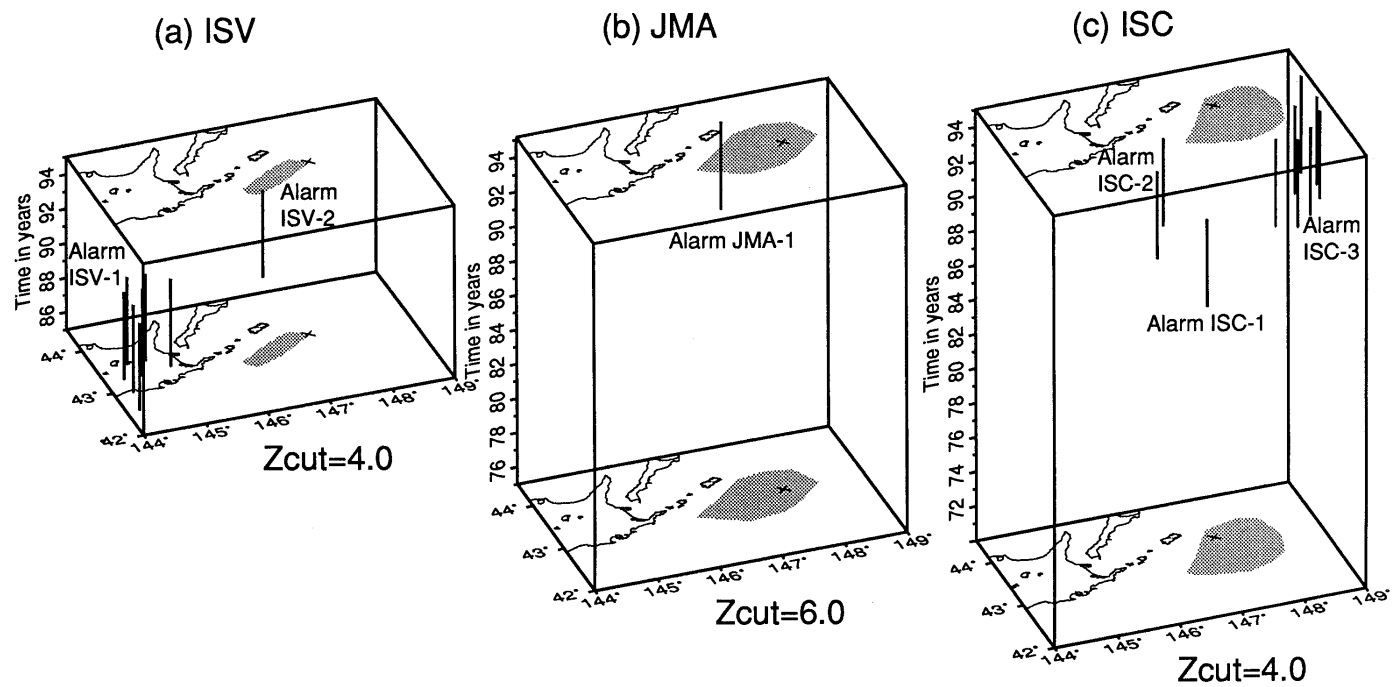 (a) ISV
(b) JMA
(c) ISC
Time in years
94
92
90
88
86
Alarm
ISV-1
Alarm
ISV-2
44°
43°
42°
144°
145°
146°
147°
148°
149°
Zcut=4.0
Time in years
94
92
90
88
86
84
82
80
78
76
Alarm JMA-1
44°
43°
42°
144°
145°
146°
147°
148°
149°
Zcut=6.0
Time in years
94
92
90
88
86
84
82
80
78
76
74
72
Alarm
ISC-2
Alarm
ISC-3
Alarm ISC-1
44°
43°
42°
144°
145°
146°
147°
148°
149°
Zcut=4.0